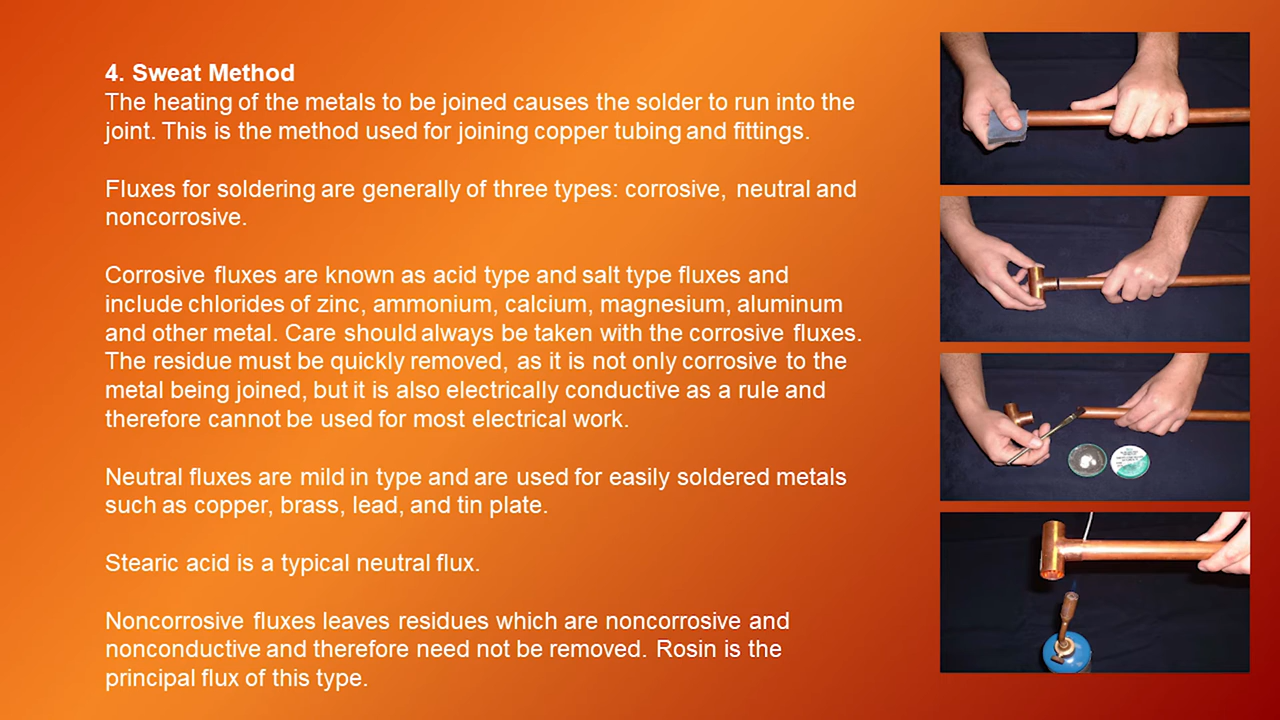 4. Sweat Method
The heating of the metals to be joined causes the solder to run into the
joint. This is the method used for joining copper tubing and fittings.
Fluxes for soldering are generally of three types: corrosive, neutral and
noncorrosive.
Corrosive fluxes are known as acid type and salt type fluxes and
include chlorides of zinc, ammonium, calcium, magnesium, aluminum
and other metal. Care should always be taken with the corrosive fluxes.
The residue must be quickly removed, as it is not only corrosive to the
metal being joined, but it is also electrically conductive as a rule and
therefore cannot be used for most electrical work.
Neutral fluxes are mild in type and are used for easily soldered metals
such as copper, brass, lead, and tin plate.
Stearic acid is a typical neutral flux.
Noncorrosive fluxes leaves residues which are noncorrosive and
nonconductive and therefore need not be removed. Rosin is the
principal flux of this type.